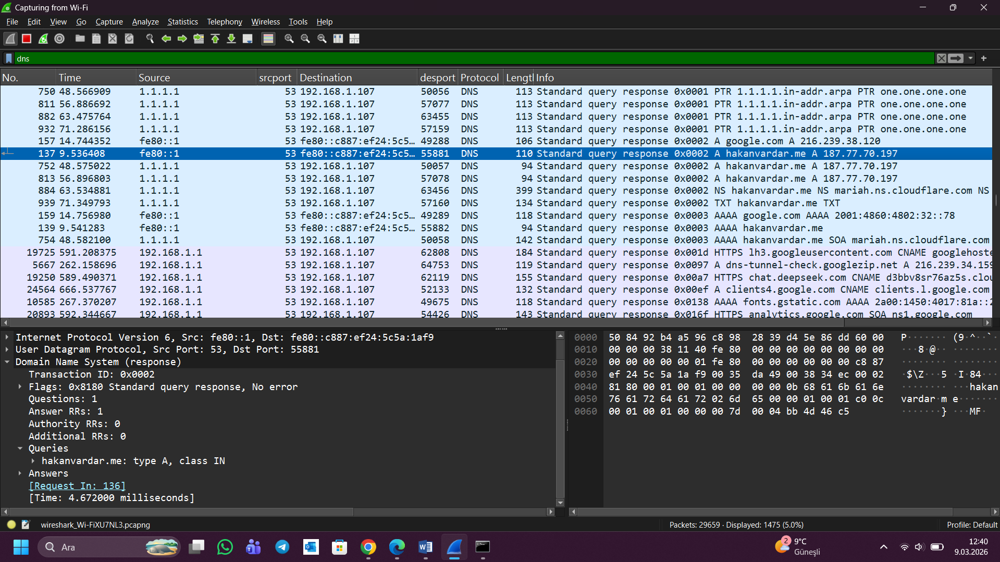 Capturing from Wi-Fi
File Edit View Go Capture Analyze Statistics Telephony Wireless Tools Help
dns
No. Time Source srcport Destination desport Protocol Lengtl Info
750 48.566909 1.1.1.1 53 192.168.1.107 50056 DNS 113 Standard query response 0x0001 PTR 1.1.1.1.in-addr.arpa PTR one.one.one.one
811 56.886692 1.1.1.1 53 192.168.1.107 57077 DNS 113 Standard query response 0x0001 PTR 1.1.1.1.in-addr.arpa PTR one.one.one.one
882 63.475764 1.1.1.1 53 192.168.1.107 63455 DNS 113 Standard query response 0x0001 PTR 1.1.1.1.in-addr.arpa PTR one.one.one.one
932 71.286156 1.1.1.1 53 192.168.1.107 57159 DNS 113 Standard query response 0x0001 PTR 1.1.1.1.in-addr.arpa PTR one.one.one.one
157 14.744352 fe80::1 53 fe80::c887:ef24:5c5… 49288 DNS 106 Standard query response 0x0002 A google.com A 216.239.38.120
137 9.536408 fe80::1 53 fe80::c887:ef24:5c5… 55881 DNS 110 Standard query response 0x0002 A hakanvardar.me A 187.77.70.197
752 48.575022 1.1.1.1 53 192.168.1.107 50057 DNS 94 Standard query response 0x0002 A hakanvardar.me A 187.77.70.197
813 56.896803 1.1.1.1 53 192.168.1.107 57078 DNS 94 Standard query response 0x0002 A hakanvardar.me A 187.77.70.197
884 63.534881 1.1.1.1 53 192.168.1.107 63456 DNS 399 Standard query response 0x0002 NS hakanvardar.me NS mariah.ns.cloudflare.com NS
939 71.349793 1.1.1.1 53 192.168.1.107 57160 DNS 134 Standard query response 0x0002 TXT hakanvardar.me TXT
159 14.756980 fe80::1 53 fe80::c887:ef24:5c5… 49289 DNS 118 Standard query response 0x0003 AAAA google.com AAAA 2001:4860:4802:32::78
139 9.541283 fe80::1 53 fe80::c887:ef24:5c5… 55882 DNS 94 Standard query response 0x0003 AAAA hakanvardar.me
754 48.582100 1.1.1.1 53 192.168.1.107 50058 DNS 142 Standard query response 0x0003 AAAA hakanvardar.me SOA mariah.ns.cloudflare.com
19725 591.208375 192.168.1.1 53 192.168.1.107 62808 DNS 184 Standard query response 0x001d HTTPS lh3.googleusercontent.com CNAME googlehoste
5667 262.158696 192.168.1.1 53 192.168.1.107 64753 DNS 119 Standard query response 0x0097 A dns-tunnel-check.googlezip.net A 216.239.34.159
19250 589.490371 192.168.1.1 53 192.168.1.107 62119 DNS 155 Standard query response 0x00a7 HTTPS chat.deepseek.com CNAME d3bbv8sr76az5s.clou
24564 666.537767 192.168.1.1 53 192.168.1.107 52133 DNS 132 Standard query response 0x00ef A clients4.google.com CNAME clients.l.google.com
10585 267.370207 192.168.1.1 53 192.168.1.107 49675 DNS 118 Standard query response 0x0138 AAAA fonts.gstatic.com AAAA 2a00:1450:4017:81a::2
20893 592.344667 192.168.1.1 53 192.168.1.107 54426 DNS 143 Standard query response 0x016f HTTPS analytics.google.com SOA ns1.google.com
Internet Protocol Version 6, Src: fe80::1, Dst: fe80::c887:ef24:5c5a:1af9
User Datagram Protocol, Src Port: 53, Dst Port: 55881
Domain Name System (response)
Transaction ID: 0x0002
Flags: 0x8180 Standard query response, No error
Questions: 1
Answer RRs: 1
Authority RRs: 0
Additional RRs: 0
Queries
hakanvardar.me: type A, class IN
Answers
[Request In: 136]
[Time: 4.672000 milliseconds]
0000 50 84 92 b4 a5 96 c8 98 28 39 d4 5e 86 dd 60 00 P······· (9·^··`·
0010 00 00 00 38 11 40 fe 80 00 00 00 00 00 00 00 00 ···8·@·· ········
0020 00 00 00 00 00 01 fe 80 00 00 00 00 00 00 c8 87 ········ ········
0030 ef 24 5c 5a 1a f9 00 35 da 49 00 38 34 ec 00 02 ·$\Z···5 ·I·84···
0040 81 80 00 01 00 01 00 00 00 00 0b 68 61 6b 61 6e ········ ···hakan
0050 76 61 72 64 61 72 02 6d 65 00 00 01 00 01 c0 0c vardar·m e·······
0060 00 01 00 01 00 00 00 7d 00 04 bb 4d 46 c5 ·······} ···MF·
wireshark_Wi-FiXU7NL3.pcapng Packets: 29659 · Displayed: 1475 (5.0%) Profile: Default
Ara
2
9°C
Güneşli
12:40
9.03.2026